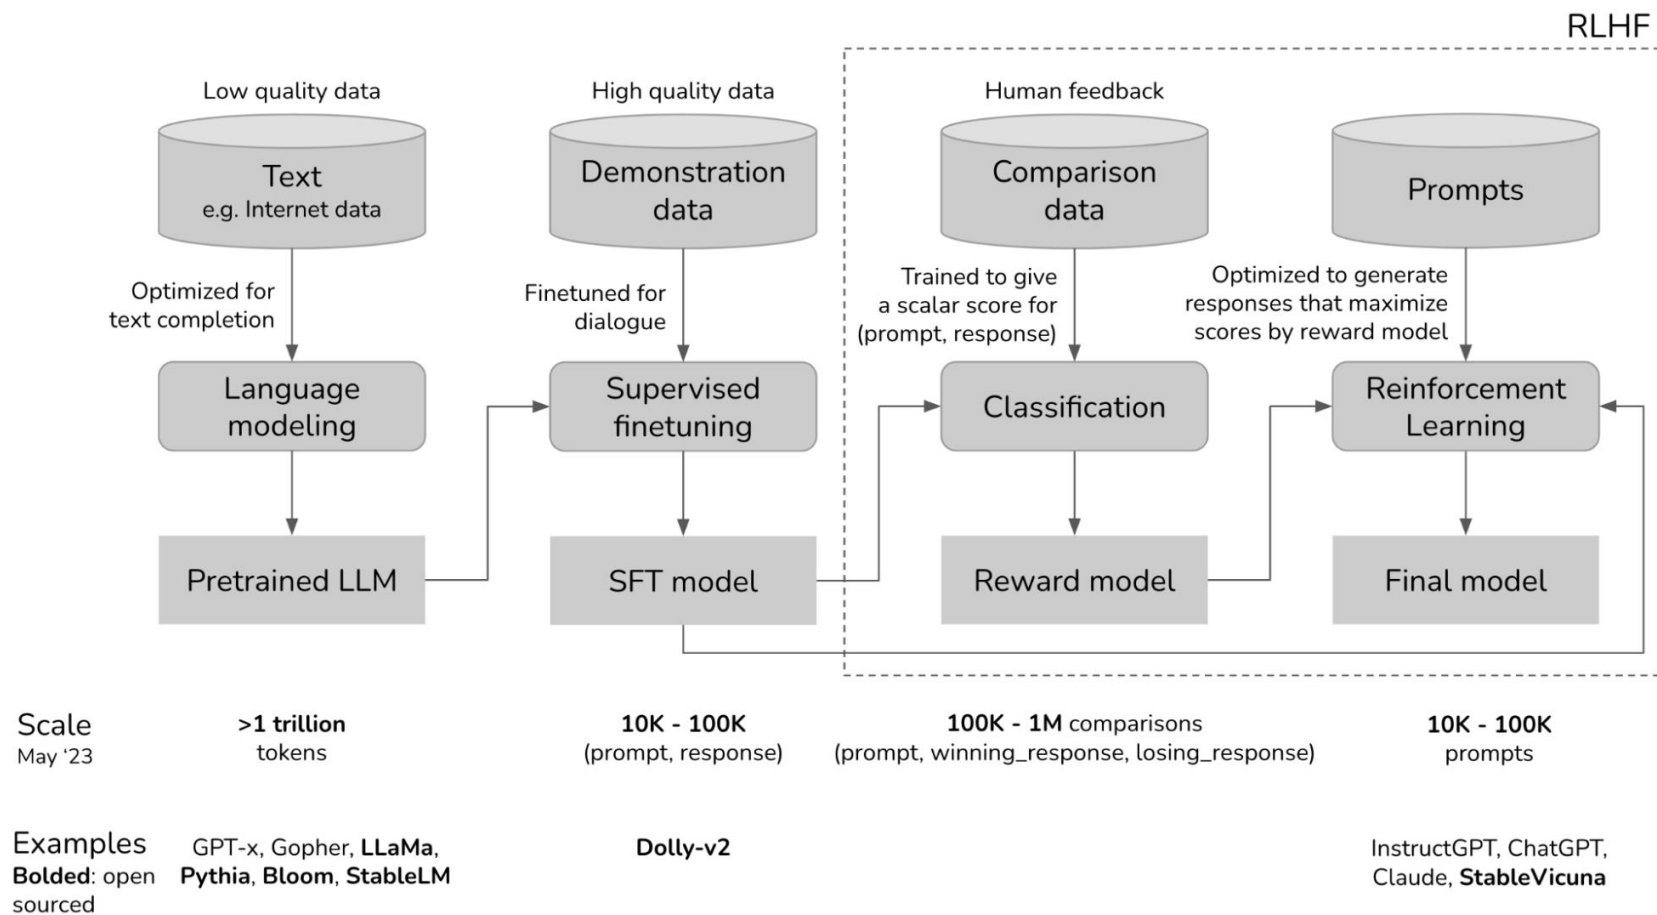 RLHF
Low quality data
High quality data
Human feedback
Text
e.g. Internet data
Demonstration
data
Comparison
data
Prompts
Optimized for
text completion
Finetuned for
dialogue
Trained to give
a scalar score for
(prompt, response)
Optimized to generate
responses that maximize
scores by reward model
Language
modeling
Supervised
finetuning
Classification
Reinforcement
Learning
Pretrained LLM
SFT model
Reward model
Final model
Scale
May ‘23
>1 trillion
tokens
10K - 100K
(prompt, response)
100K - 1M comparisons
(prompt, winning_response, losing_response)
10K - 100K
prompts
Examples
Bolded: open
sourced
GPT-x, Gopher, LLaMa,
Pythia, Bloom, StableLM
Dolly-v2
InstructGPT, ChatGPT,
Claude, StableVicuna